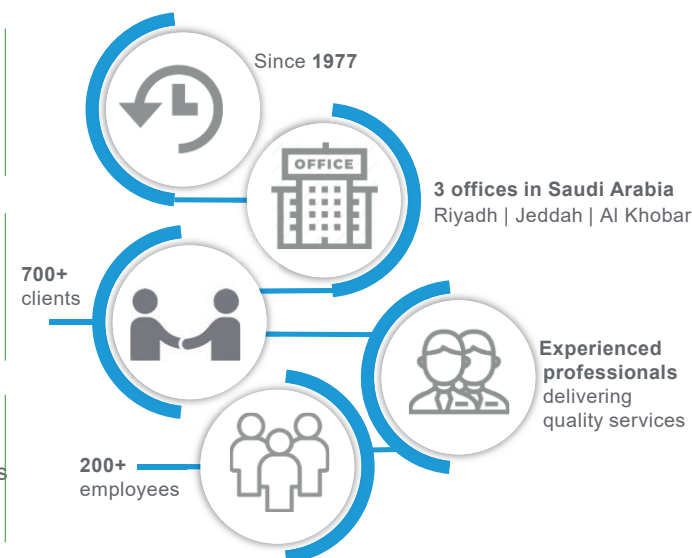 Since 1977
OFFICE
3 offices in Saudi Arabia
Riyadh | Jeddah | Al Khobar
700+
clients
Experienced
professionals
delivering
quality services
200+
employees
s